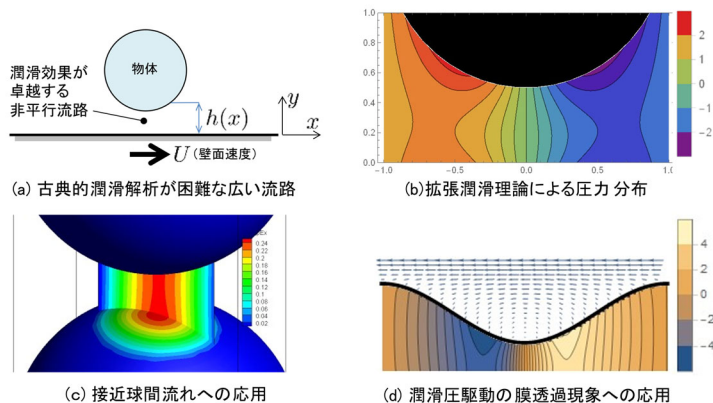 潤滑効果が
卓越する
非平行流路
物体
h(x)
y
x
U (壁面速度)
(a) 古典的潤滑解析が困難な広い流路
1.0
0.8
0.6
0.4
0.2
0.0
-1.0
-0.5
0.0
0.5
1.0
2
1
0
-1
-2
(b)拡張潤滑理論による圧力分布
0.24
0.22
0.2
0.18
0.16
0.14
0.12
0.1
0.08
0.06
0.04
0.02
(c) 接近球間流れへの応用
4
2
0
-2
-4
(d) 潤滑圧駆動の膜透過現象への応用